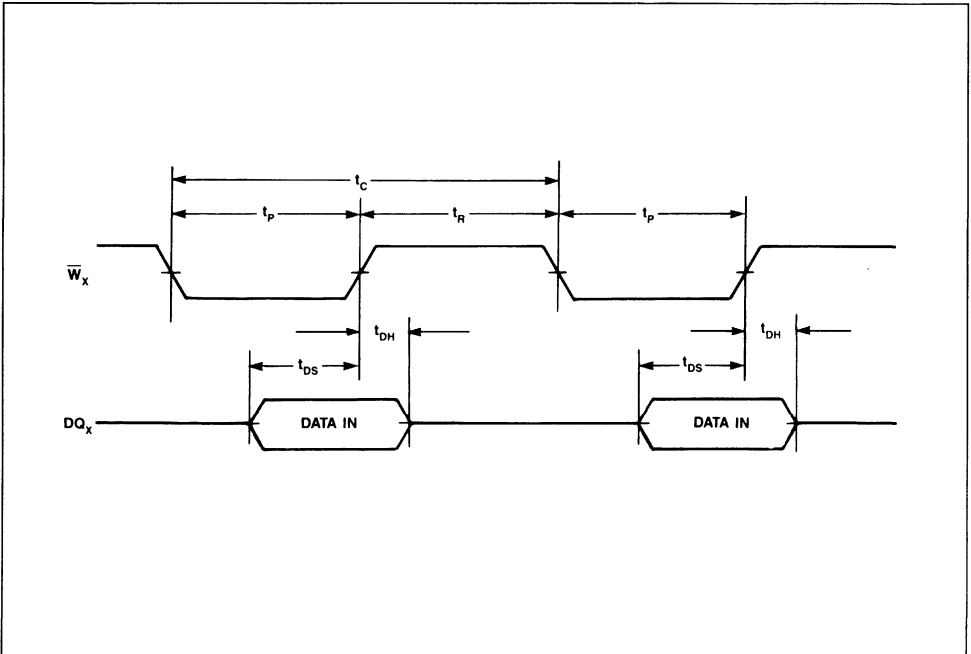 t_C
t_P t_R t_P
W̅_X
t_DH t_DH
t_DS t_DS
DQ_X DATA IN DATA IN